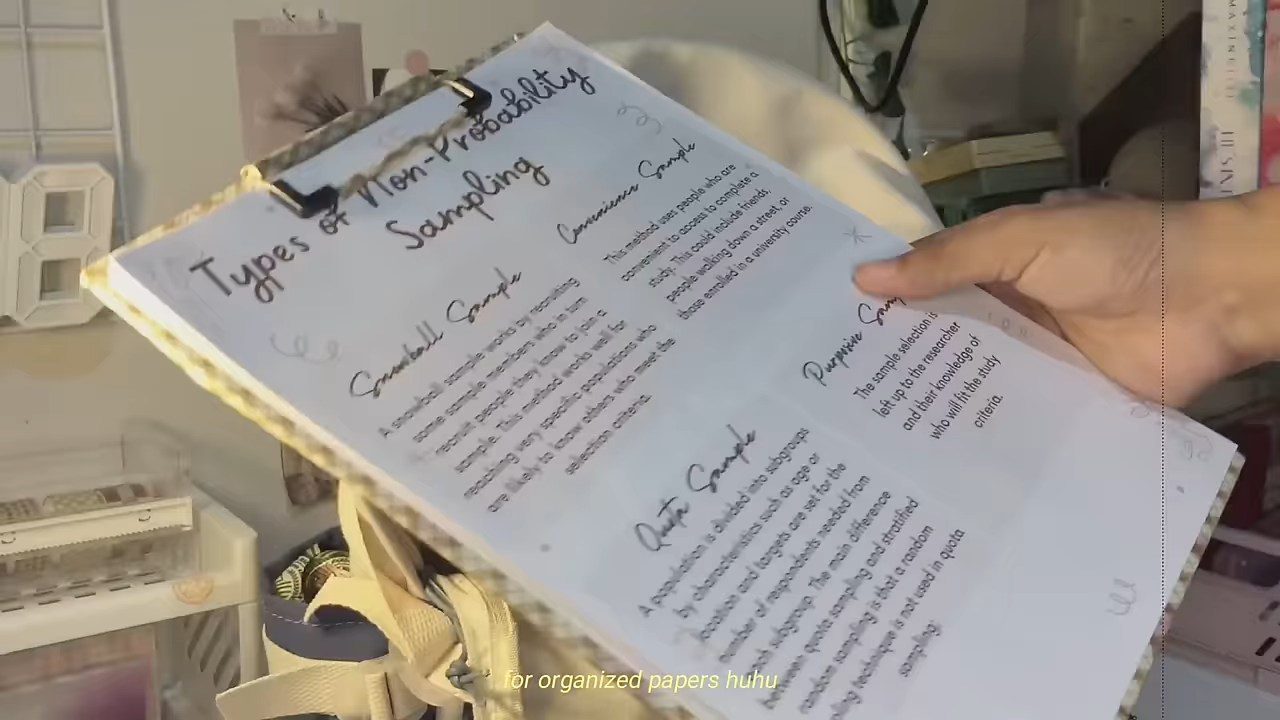 Types of Non-Probability
Sampling
Snowball Sample
A snowball sample works by recruiting
some sample members who in turn
recruit people they know to join a
sample. This method works well for
reaching very specific populations who
are likely to know others who meet the
selection criteria.
Convenience Sample
This method uses people who are
convenient to access to complete a
study. This could include friends,
people walking down a street, or
those enrolled in a university course.
Quota Sample
A population is divided into subgroups
by characteristics such as age or
location and targets are set for the
number of respondents needed from
each subgroup. The main difference
between quota sampling and stratified
random sampling is that a random
sampling technique is not used in quota
sampling;
Purposive Sam
The sample selection is
left up to the researcher
and their knowledge of
who will fit the study
criteria.
for organized papers huhu